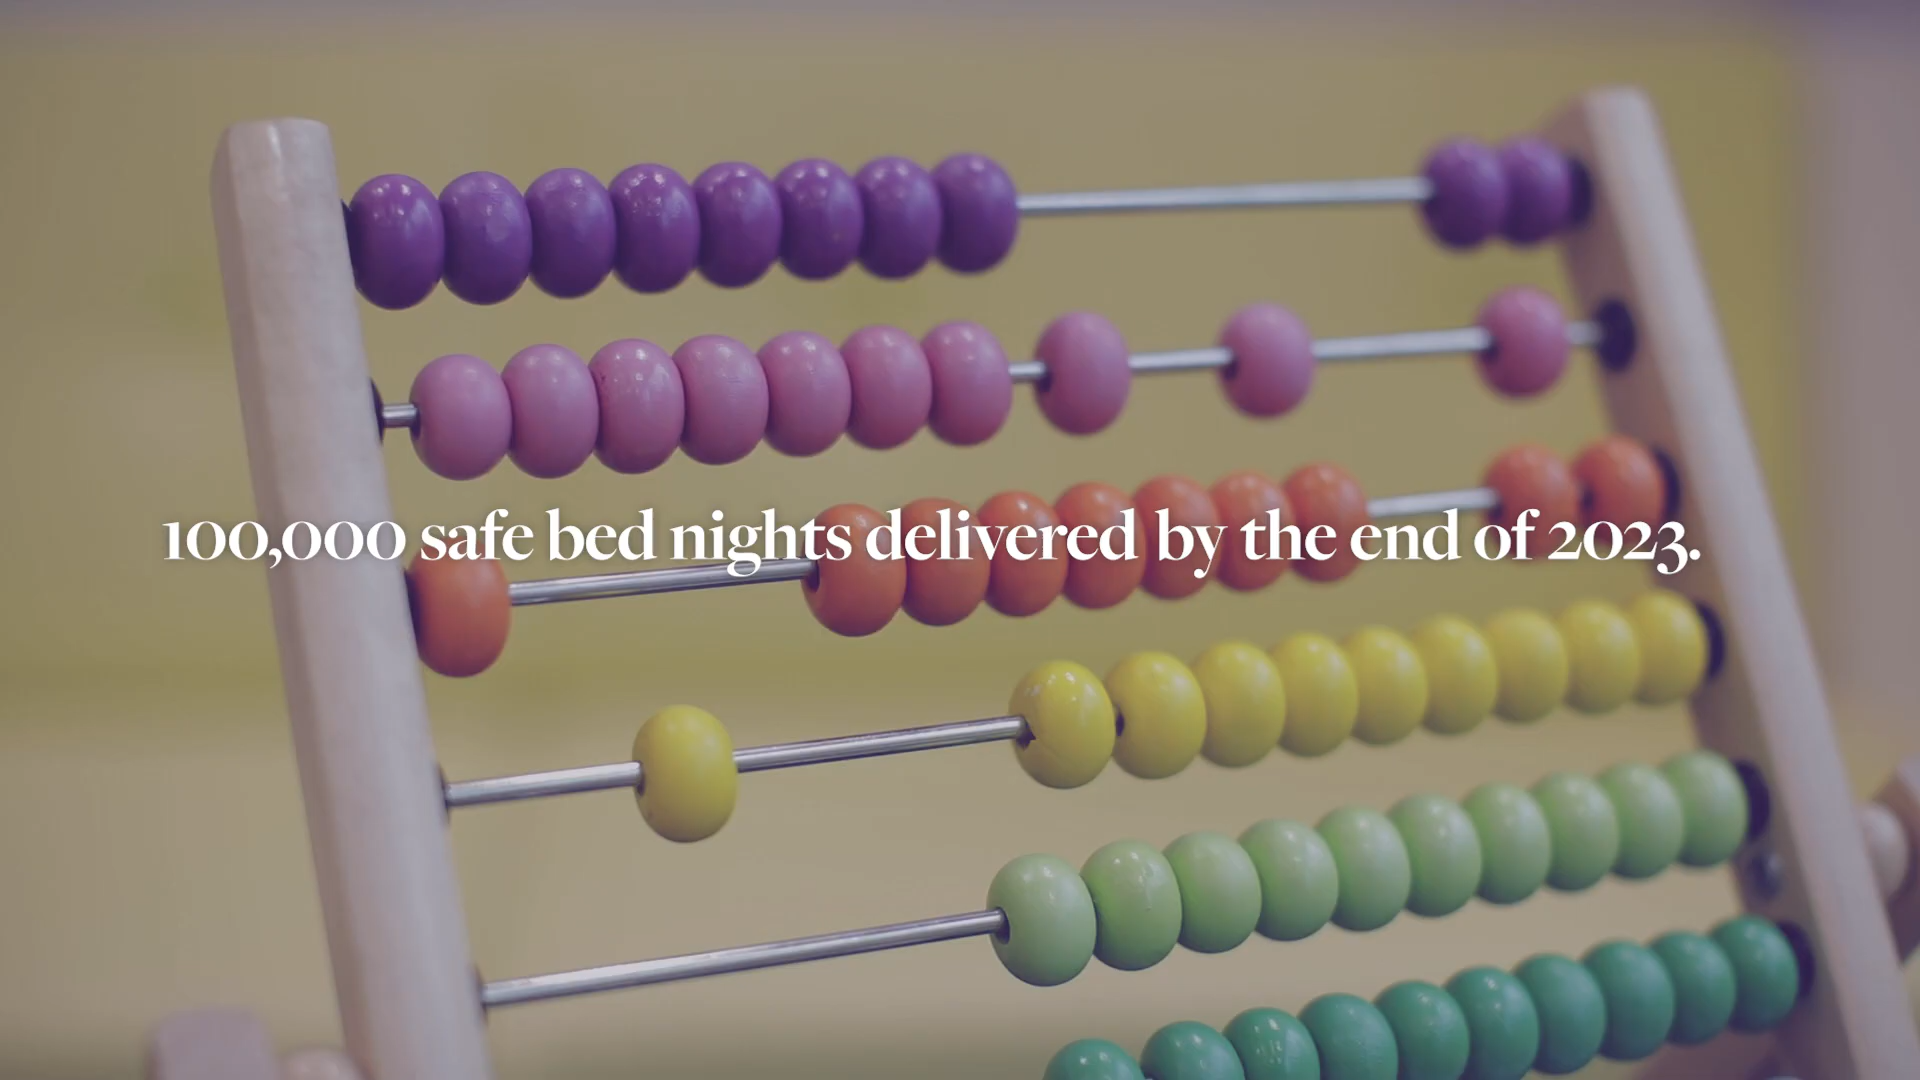 100,000 safe bed nights delivered by the end of 2023.